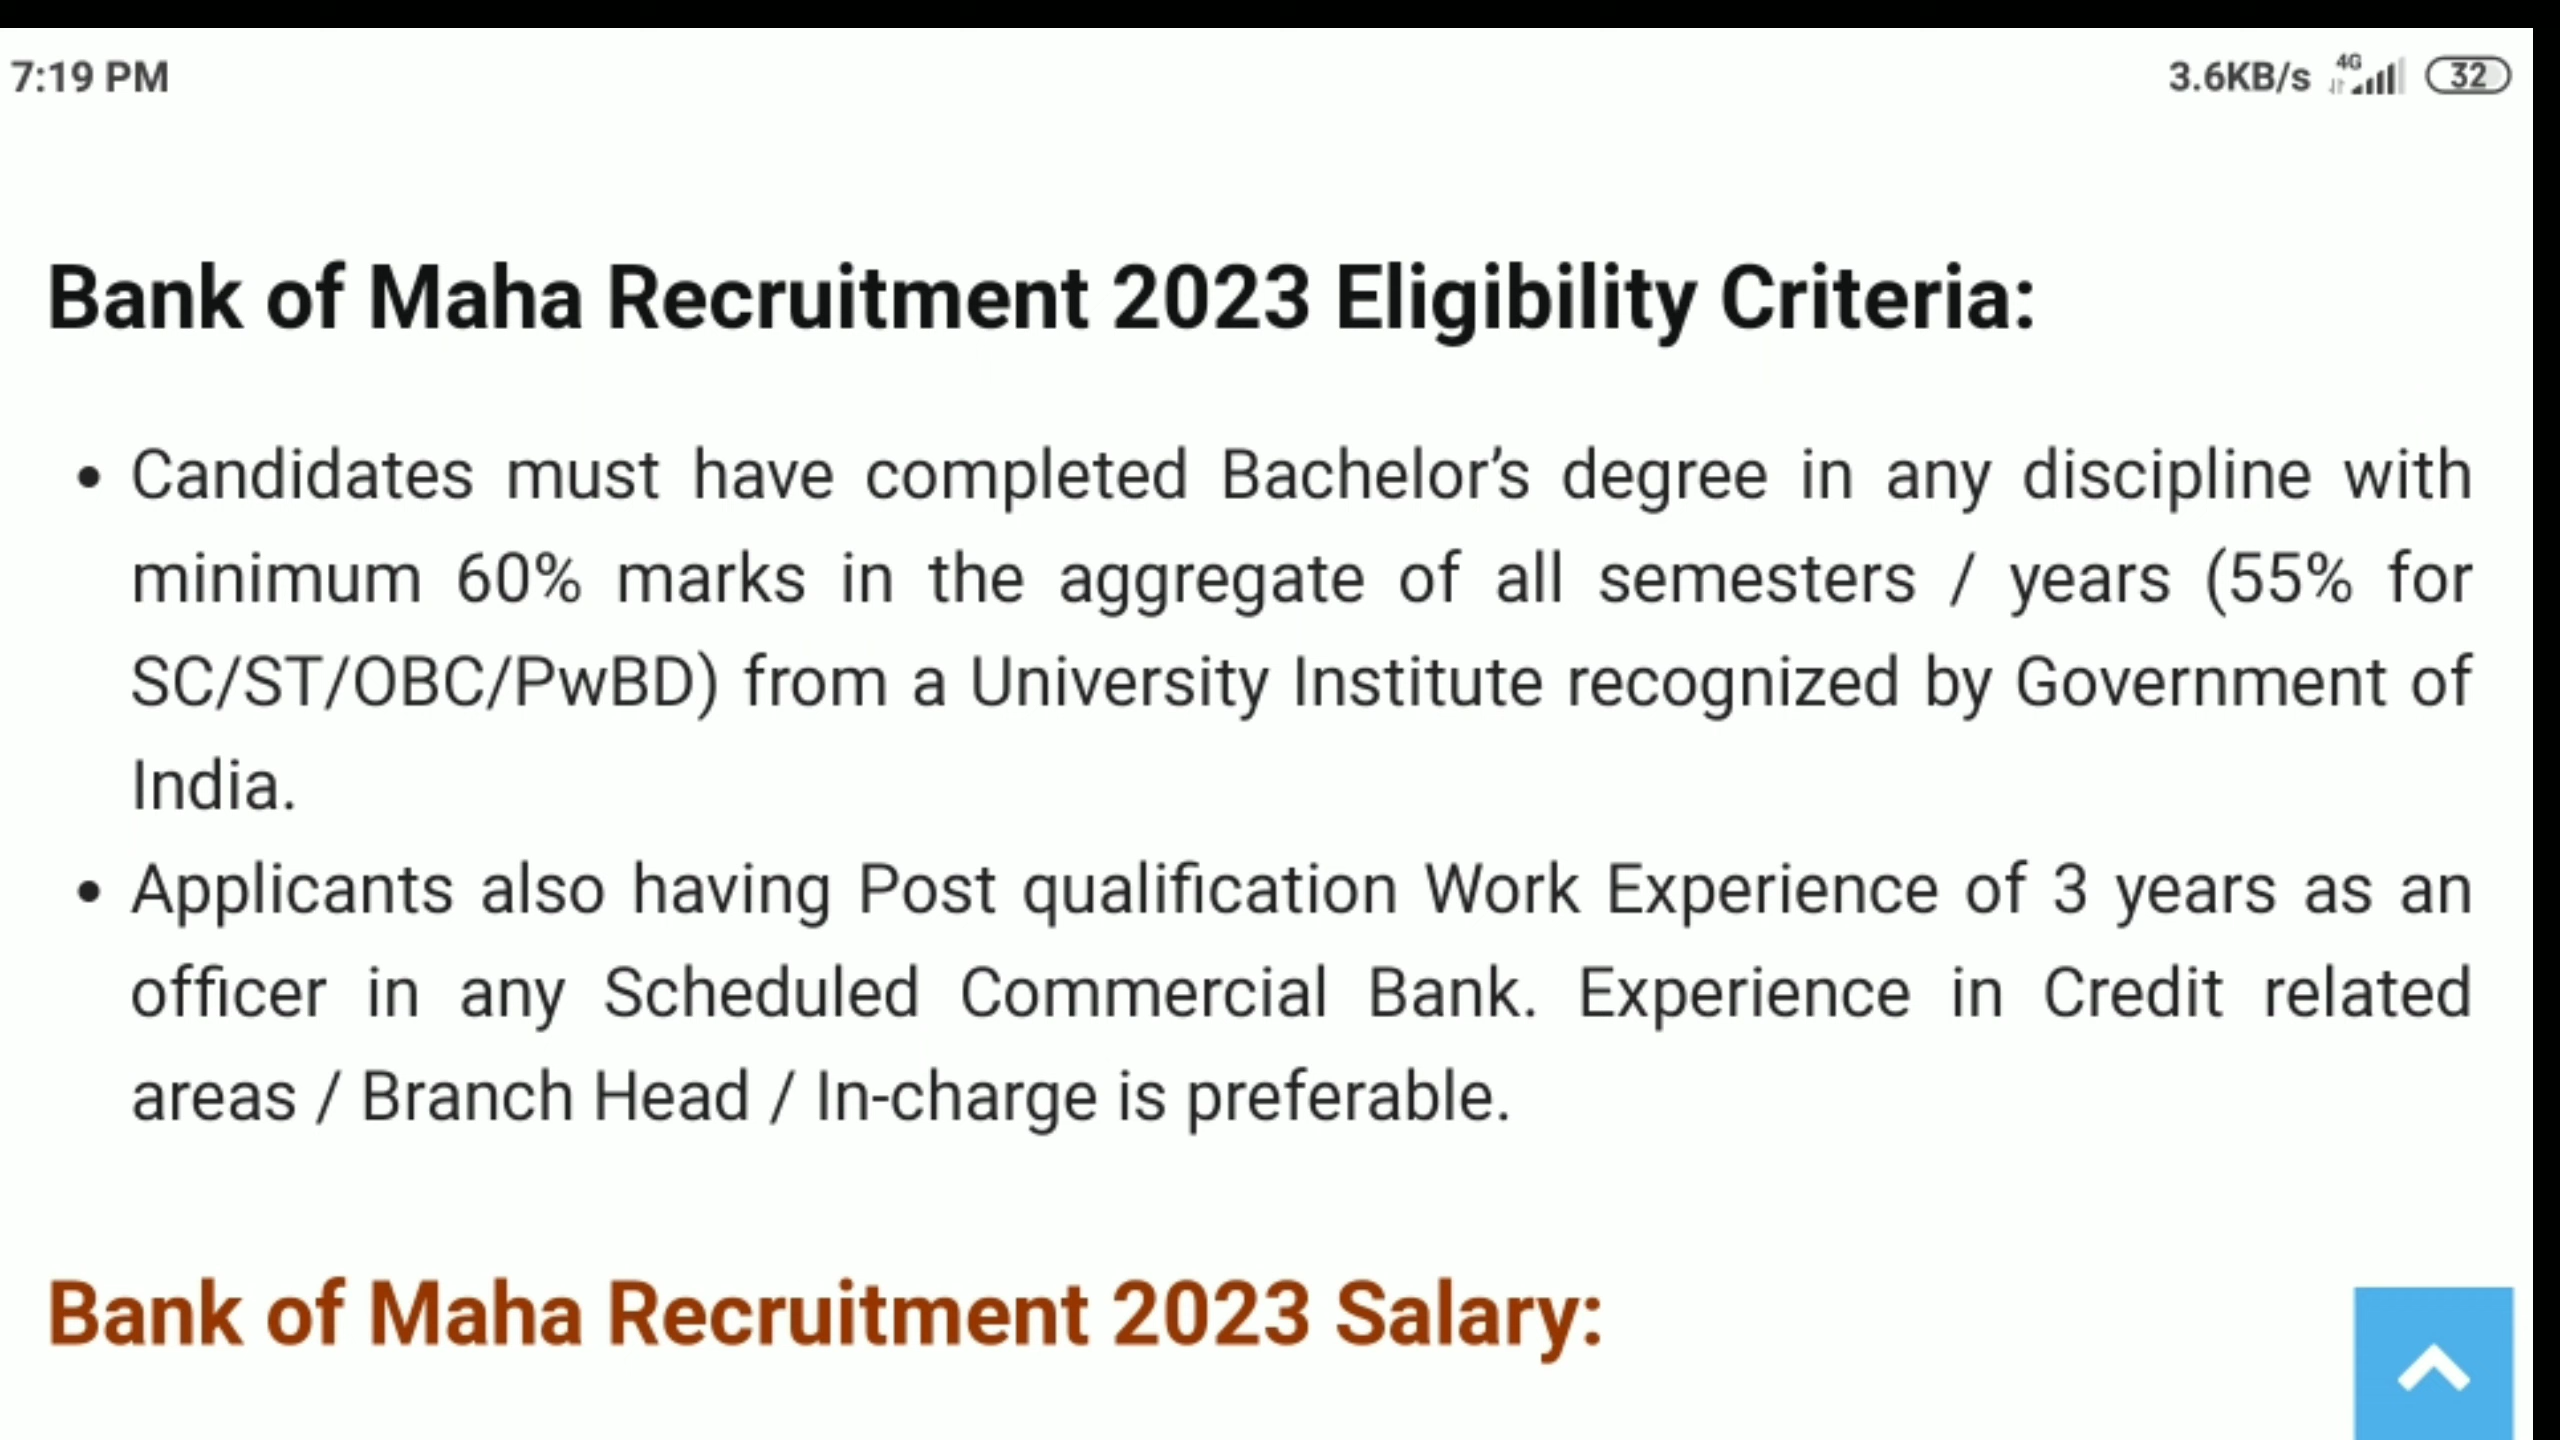 7:19 PM 3.6KB/s 4G 32
Bank of Maha Recruitment 2023 Eligibility Criteria:
• Candidates must have completed Bachelor’s degree in any discipline with
minimum 60% marks in the aggregate of all semesters / years (55% for
SC/ST/OBC/PwBD) from a University Institute recognized by Government of
India.
• Applicants also having Post qualification Work Experience of 3 years as an
officer in any Scheduled Commercial Bank. Experience in Credit related
areas / Branch Head / In-charge is preferable.
Bank of Maha Recruitment 2023 Salary: